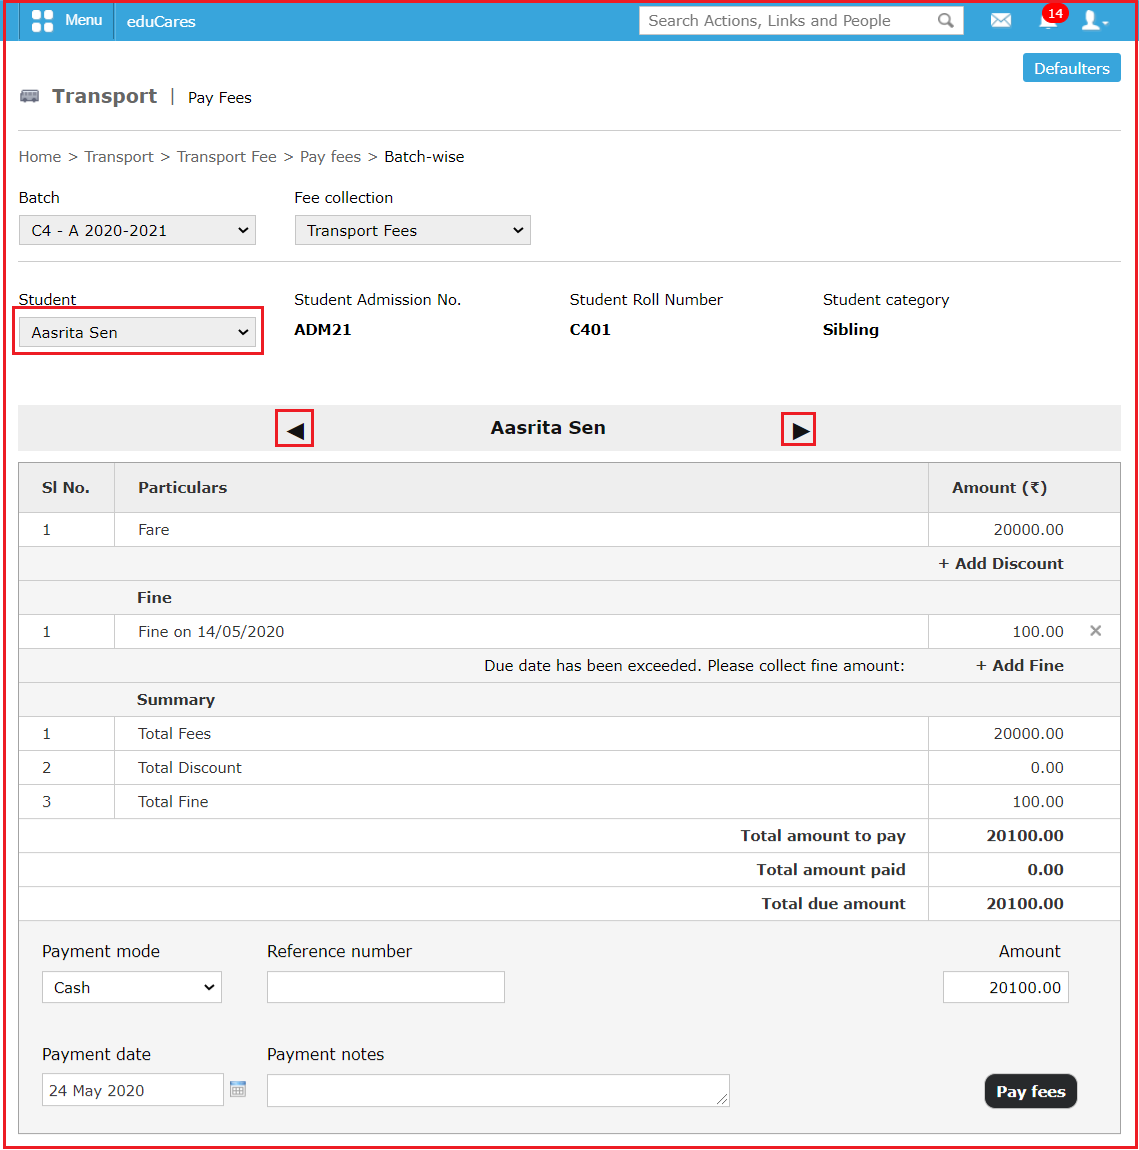 Menu eduCares Search Actions, Links and People 14
Defaulters
Transport | Pay Fees
Home > Transport > Transport Fee > Pay fees > Batch-wise
Batch Fee collection
C4 - A 2020-2021 Transport Fees
Student Student Admission No. Student Roll Number Student category
Aasrita Sen ADM21 C401 Sibling
◀ Aasrita Sen ▶
Sl No. Particulars Amount (₹)
1 Fare 20000.00
+ Add Discount
Fine
1 Fine on 14/05/2020 100.00 ×
Due date has been exceeded. Please collect fine amount: + Add Fine
Summary
1 Total Fees 20000.00
2 Total Discount 0.00
3 Total Fine 100.00
Total amount to pay 20100.00
Total amount paid 0.00
Total due amount 20100.00
Payment mode Reference number Amount
Cash 20100.00
Payment date Payment notes
24 May 2020 Pay fees